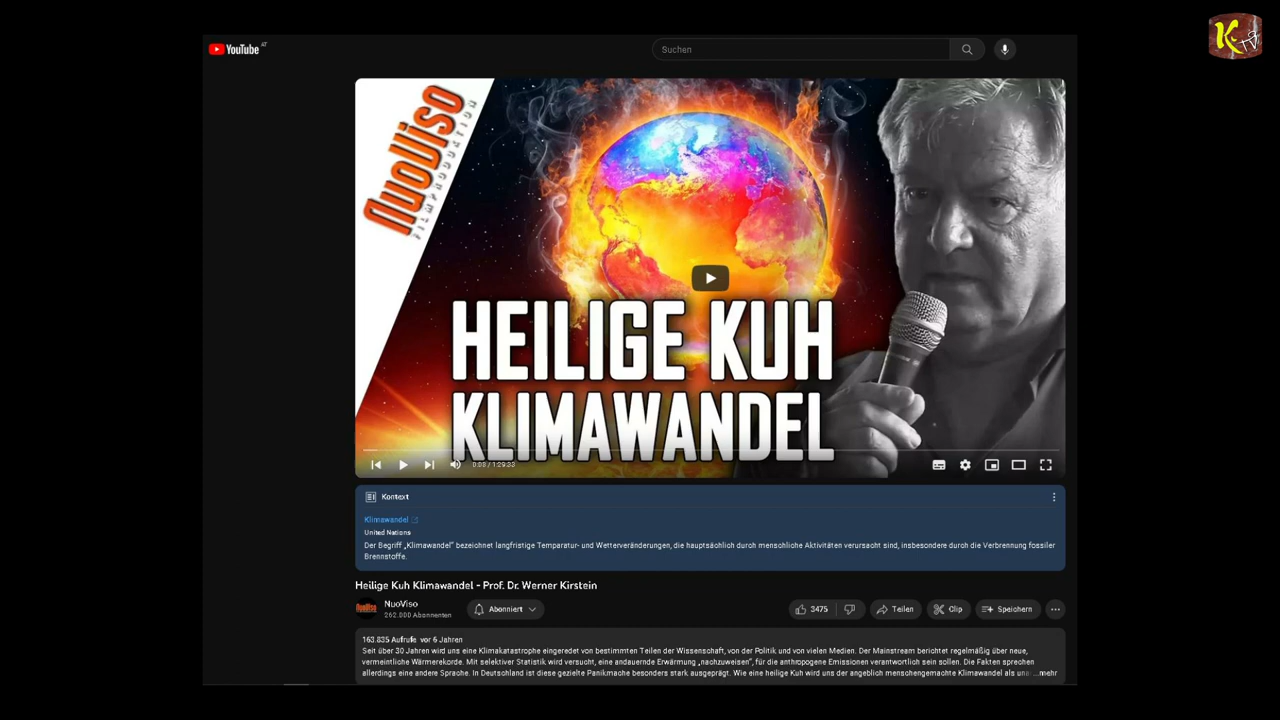 YouTube AT
Suchen
K TV
NuoViso
FILMPRODUKTION
HEILIGE KUH
KLIMAWANDEL
0:03 / 1:29:33
Kontext
Klimawandel
United Nations
Der Begriff „Klimawandel" bezeichnet langfristige Temperatur- und Wetterveränderungen, die hauptsächlich durch menschliche Aktivitäten verursacht sind, insbesondere durch die Verbrennung fossiler
Brennstoffe.
Heilige Kuh Klimawandel - Prof. Dr. Werner Kirstein
NuoViso
NuoViso
262.000 Abonnenten
Abonniert
3475
Teilen
Clip
Speichern
163.835 Aufrufe vor 6 Jahren
Seit über 30 Jahren wird uns eine Klimakatastrophe eingeredet von bestimmten Teilen der Wissenschaft, von der Politik und von vielen Medien. Der Mainstream berichtet regelmäßig über neue,
vermeintliche Wärmerekorde. Mit selektiver Statistik wird versucht, eine andauernde Erwärmung „nachzuweisen", für die anthropogene Emissionen verantwortlich sein sollen. Die Fakten sprechen
allerdings eine andere Sprache. In Deutschland ist diese gezielte Panikmache besonders stark ausgeprägt. Wie eine heilige Kuh wird uns der angeblich menschengemachte Klimawandel als ...mehr